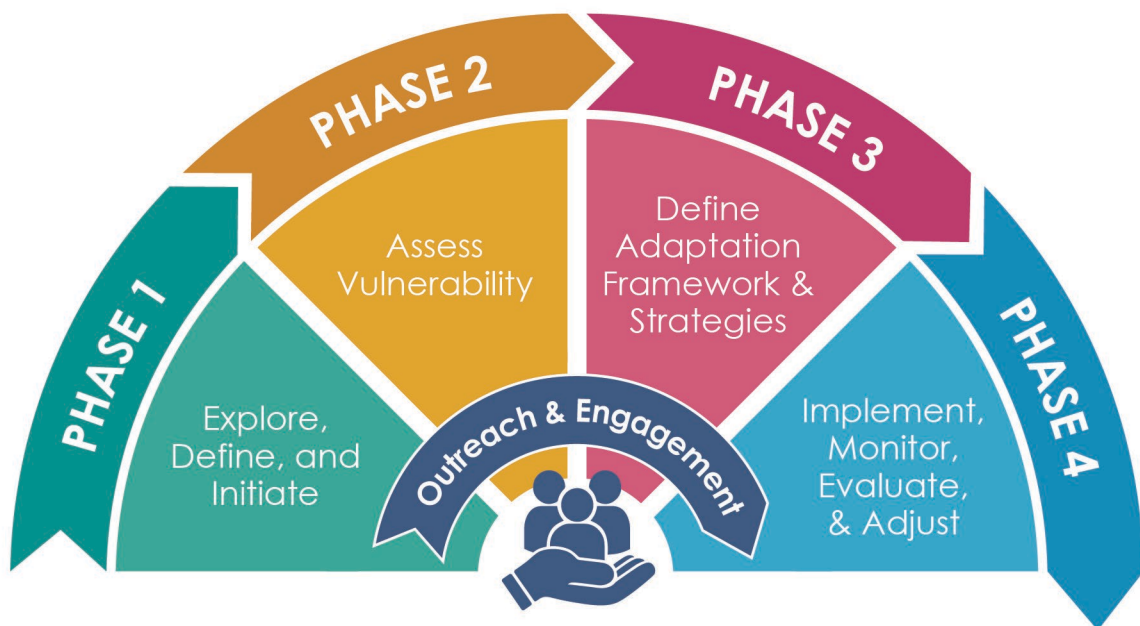 PHASE 1
Explore,
Define, and
Initiate
PHASE 2
Assess
Vulnerability
PHASE 3
Define
Adaptation
Framework &
Strategies
PHASE 4
Implement,
Monitor,
Evaluate,
& Adjust
Outreach & Engagement